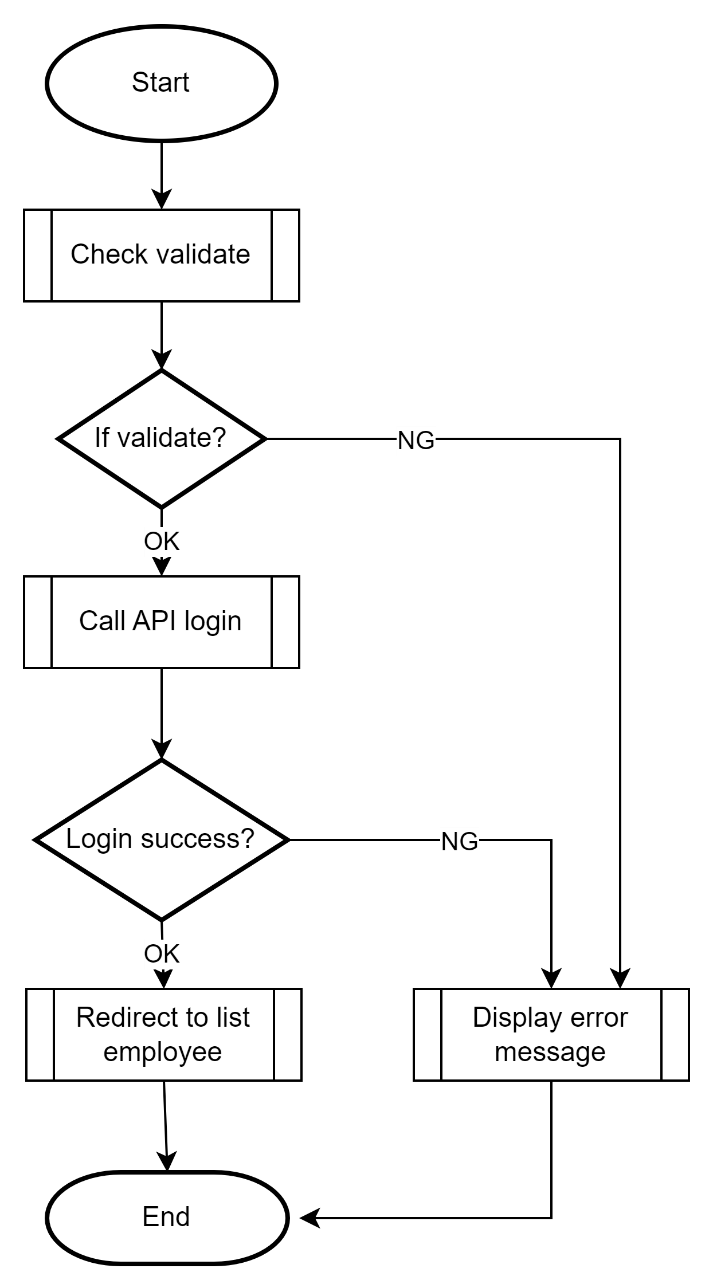 Start
Check validate
If validate?
NG
OK
Call API login
Login success?
NG
OK
Redirect to list
employee
Display error
message
End